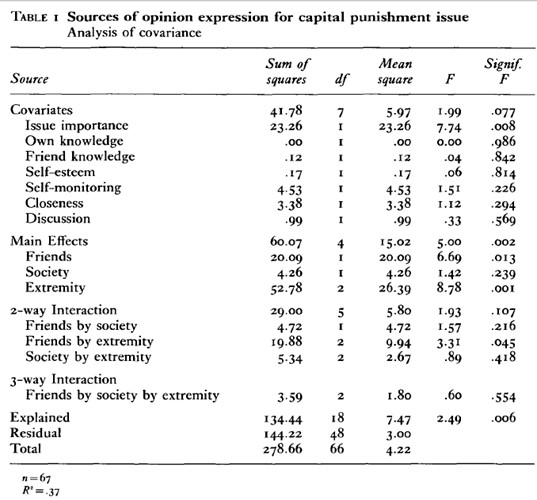 TABLE I Sources of opinion expression for capital punishment issue
Analysis of covariance
Sum of Mean Signif.
Source squares df square F F
Covariates 41.78 7 5.97 1.99 .077
Issue importance 23.26 1 23.26 7.74 .008
Own knowledge .00 1 .00 0.00 .986
Friend knowledge .12 1 .12 .04 .842
Self-esteem .17 1 .17 .06 .814
Self-monitoring 4.53 1 4.53 1.51 .226
Closeness 3.38 1 3.38 1.12 .294
Discussion .99 1 .99 .33 .569
Main Effects 60.07 4 15.02 5.00 .002
Friends 20.09 1 20.09 6.69 .013
Society 4.26 1 4.26 1.42 .239
Extremity 52.78 2 26.39 8.78 .001
2-way Interaction 29.00 5 5.80 1.93 .107
Friends by society 4.72 1 4.72 1.57 .216
Friends by extremity 19.88 2 9.94 3.31 .045
Society by extremity 5.34 2 2.67 .89 .418
3-way Interaction
Friends by society by extremity 3.59 2 1.80 .60 .554
Explained 134.44 18 7.47 2.49 .006
Residual 144.22 48 3.00
Total 278.66 66 4.22
n=67
R²=.37